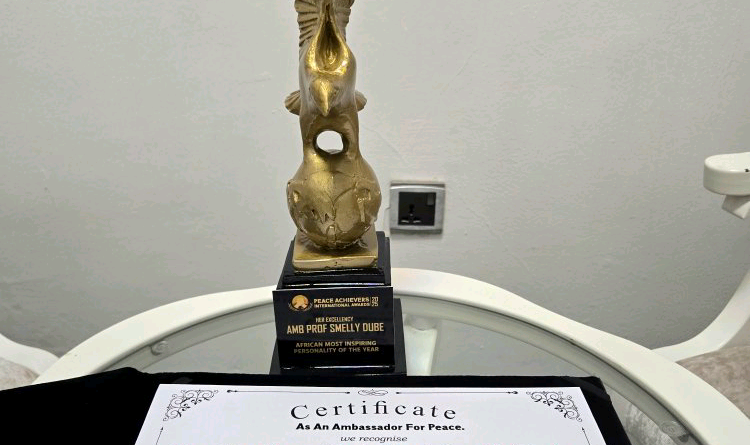 PEACE ACHIEVERS
INTERNATIONAL AWARDS
2025
HER EXCELLENCY
AMB PROF SMELLY DUBE
AFRICAN MOST INSPIRING
PERSONALITY OF THE YEAR
Certificate
As An Ambassador For Peace.
we recognise